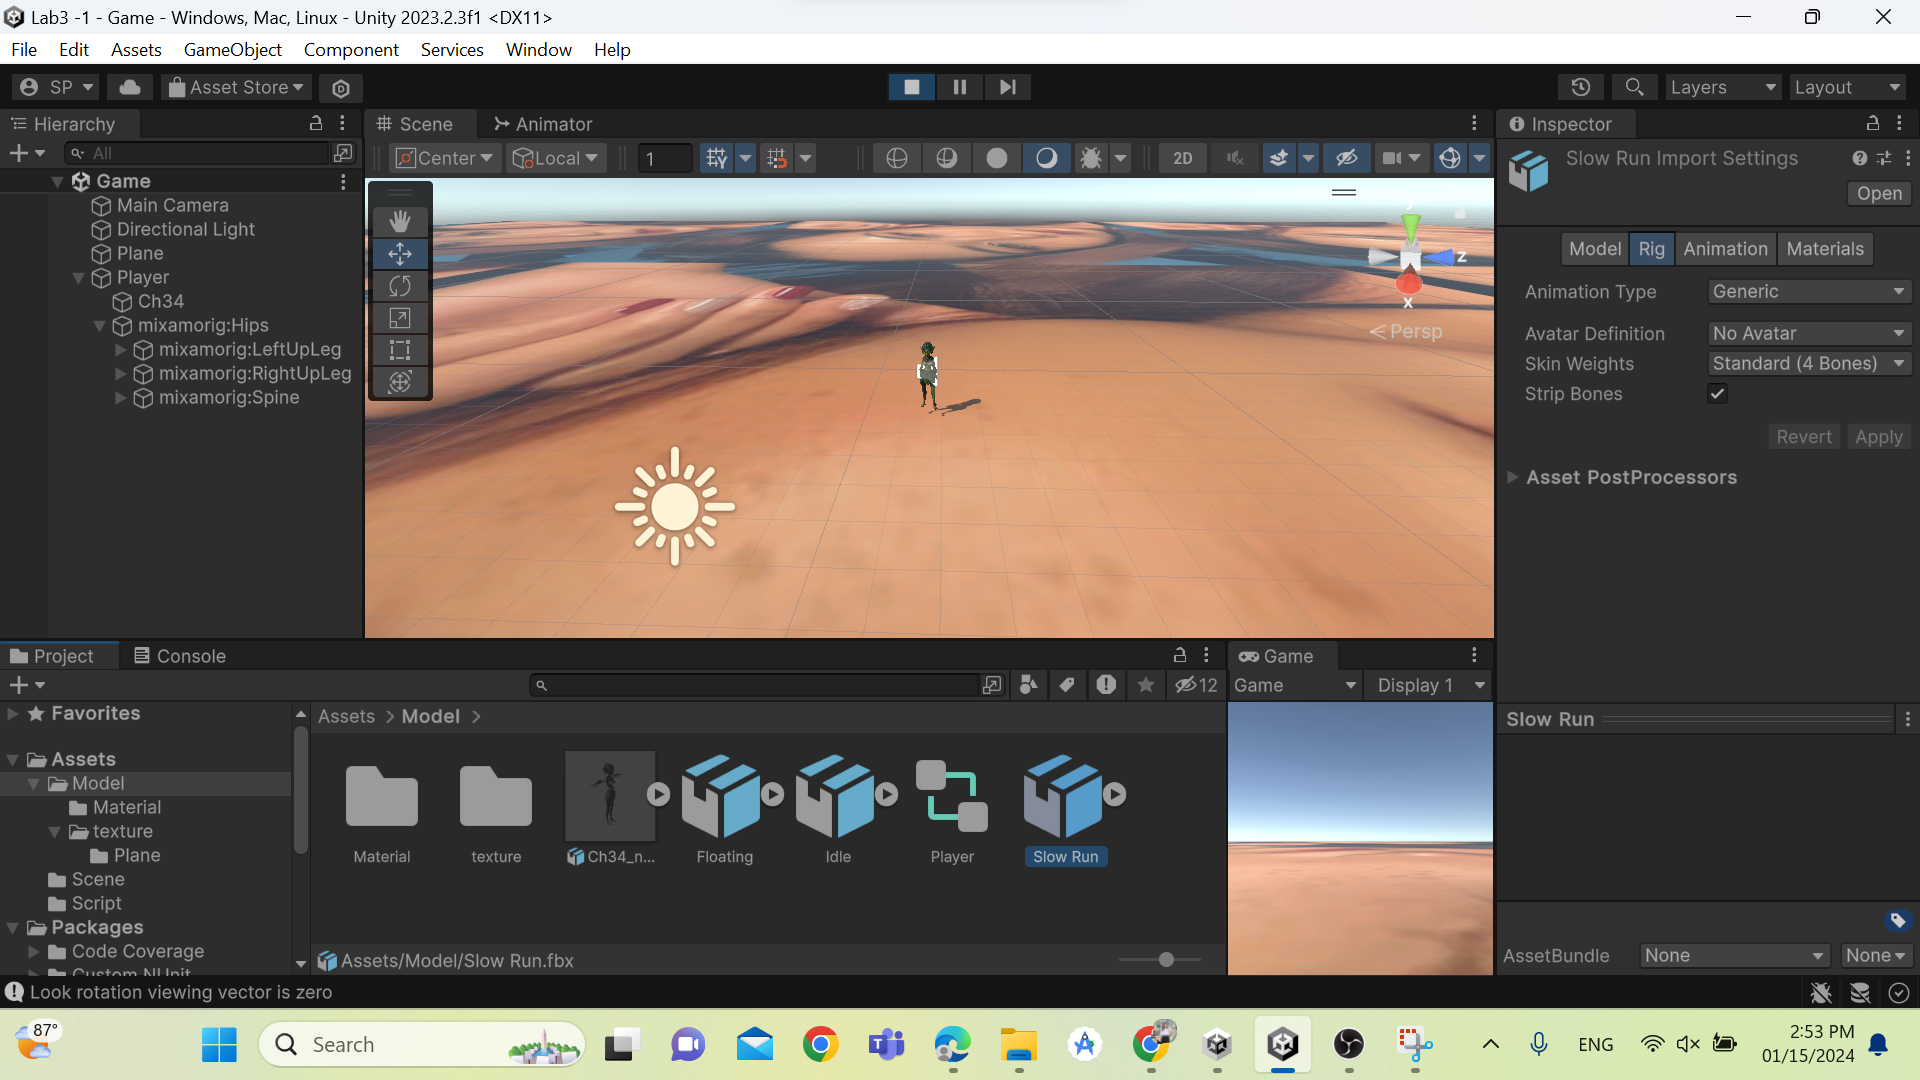 Lab3 -1 - Game - Windows, Mac, Linux - Unity 2023.2.3f1 <DX11>
File Edit Assets GameObject Component Services Window Help
SP Asset Store Layers Layout
Hierarchy
All
Game
Main Camera
Directional Light
Plane
Player
Ch34
mixamorig:Hips
mixamorig:LeftUpLeg
mixamorig:RightUpLeg
mixamorig:Spine
Scene Animator
Center Local 1 2D
y
z
x
Persp
Inspector
Slow Run Import Settings
Open
Model Rig Animation Materials
Animation Type Generic
Avatar Definition No Avatar
Skin Weights Standard (4 Bones)
Strip Bones
Revert Apply
Asset PostProcessors
Project Console
12
Favorites
Assets
Model
Material
texture
Plane
Scene
Script
Packages
Code Coverage
Custom NUnit
Assets > Model >
Material texture Ch34_n... Floating Idle Player Slow Run
Assets/Model/Slow Run.fbx
Game
Game Display 1
Slow Run
AssetBundle None None
Look rotation viewing vector is zero
87°
Search
ENG
2:53 PM
01/15/2024